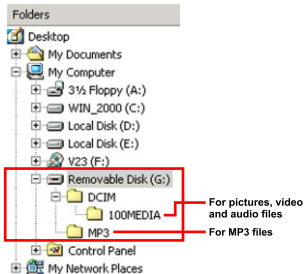 Folders
Desktop
My Documents
My Computer
3½ Floppy (A:)
WIN_2000 (C:)
Local Disk (D:)
Local Disk (E:)
V23 (F:)
Removable Disk (G:)
DCIM
100MEDIA
For pictures, video
and audio files
MP3
For MP3 files
Control Panel
My Network Places